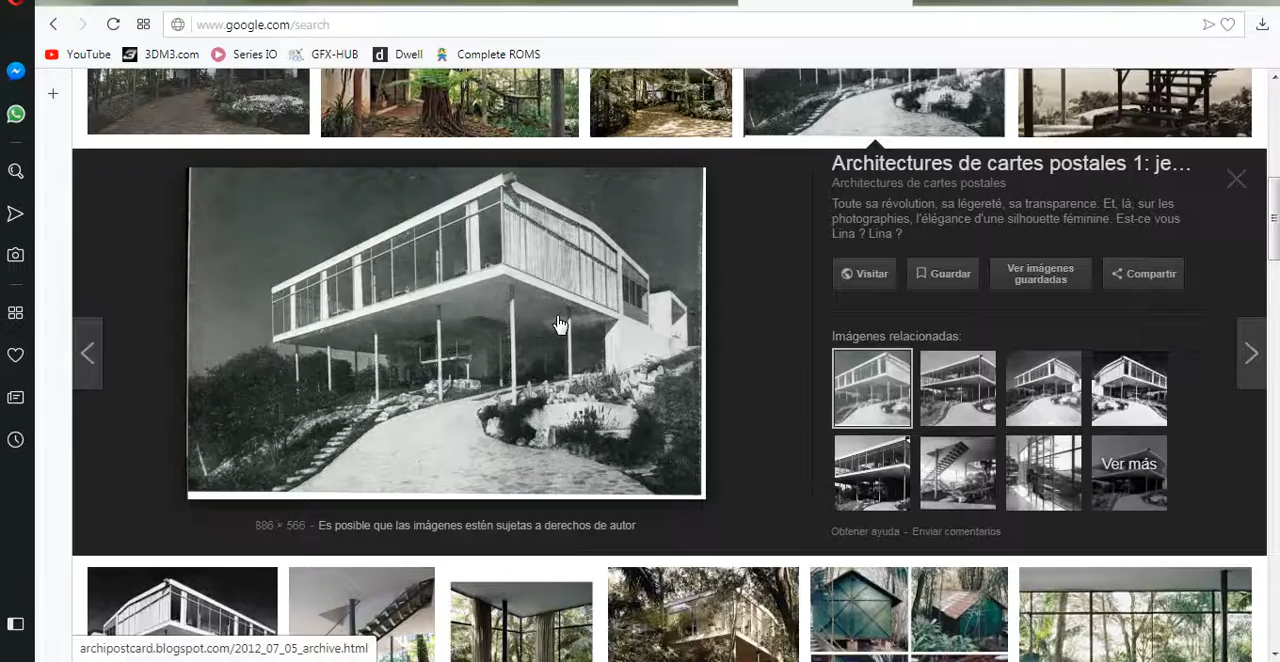 www.google.com/search
YouTube 3DM3.com Series IO GFX-HUB d Dwell Complete ROMS
Architectures de cartes postales 1: je...
Architectures de cartes postales
Toute sa révolution, sa légereté, sa transparence. Et, là, sur les
photographies, l'élégance d'une silhouette féminine. Est-ce vous
Lina ? Lina ?
Visitar Guardar Ver imágenes guardadas Compartir
Imágenes relacionadas:
Ver más
886 × 566 - Es posible que las imágenes estén sujetas a derechos de autor
Obtener ayuda - Enviar comentarios
archipostcard.blogspot.com/2012_07_05_archive.html